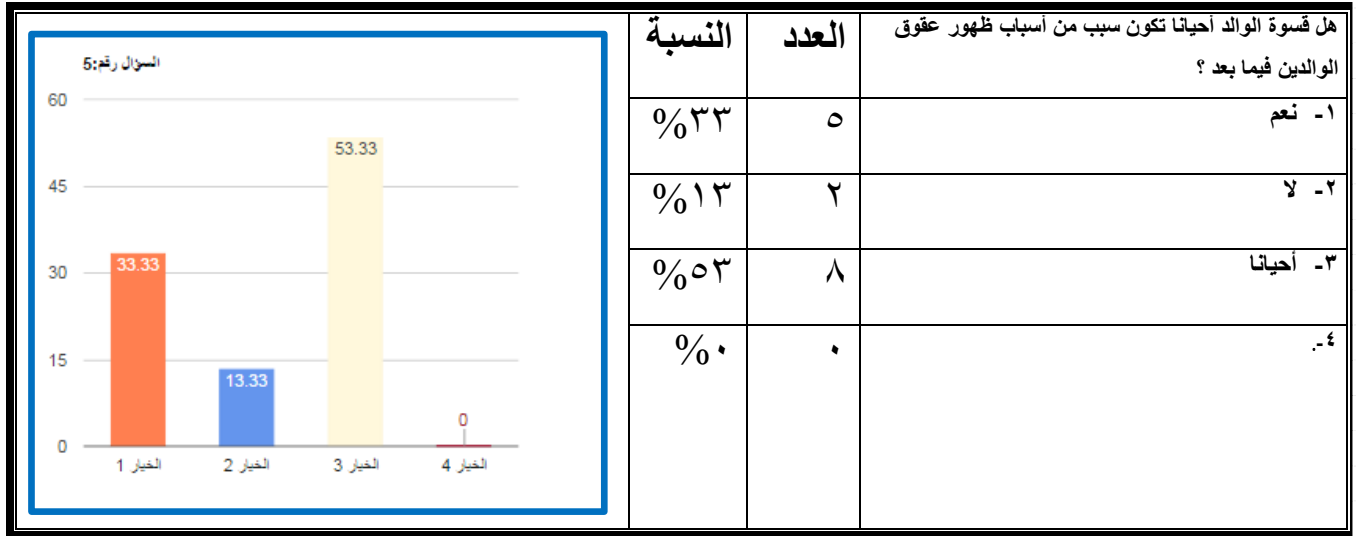 هل قسوة الوالد أحيانا تكون سبب من أسباب ظهور عقوق
الوالدين فيما بعد ؟
العدد
النسبة
١- نعم
٥
%٣٣
٢- لا
٢
%١٣
٣- أحيانا
٨
%٥٣
٤-.
٠
%٠
السؤال رقم:5
60
45
30
15
0
33.33
13.33
53.33
0
الخيار 1
الخيار 2
الخيار 3
الخيار 4